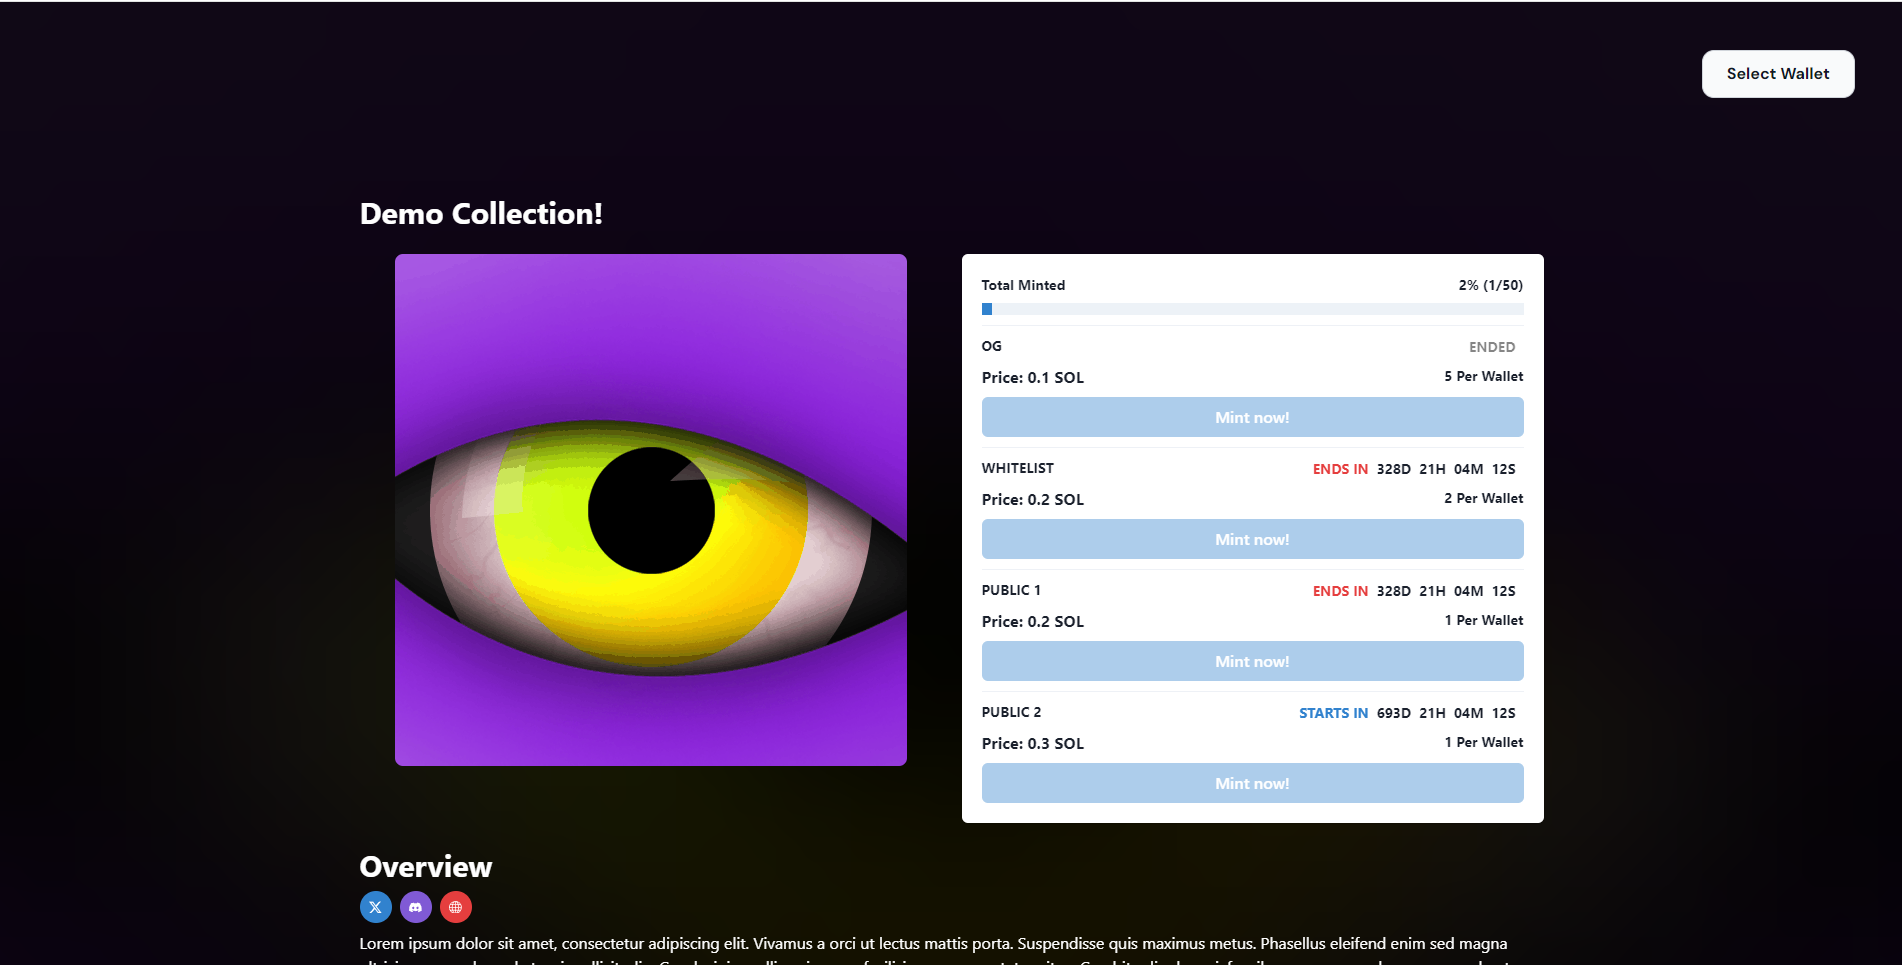 Select Wallet
Demo Collection!
Total Minted 2% (1/50)
OG ENDED
Price: 0.1 SOL 5 Per Wallet
Mint now!
WHITELIST ENDS IN 328D 21H 04M 12S
Price: 0.2 SOL 2 Per Wallet
Mint now!
PUBLIC 1 ENDS IN 328D 21H 04M 12S
Price: 0.2 SOL 1 Per Wallet
Mint now!
PUBLIC 2 STARTS IN 693D 21H 04M 12S
Price: 0.3 SOL 1 Per Wallet
Mint now!
Overview
Lorem ipsum dolor sit amet, consectetur adipiscing elit. Vivamus a orci ut lectus mattis porta. Suspendisse quis maximus metus. Phasellus eleifend enim sed magna